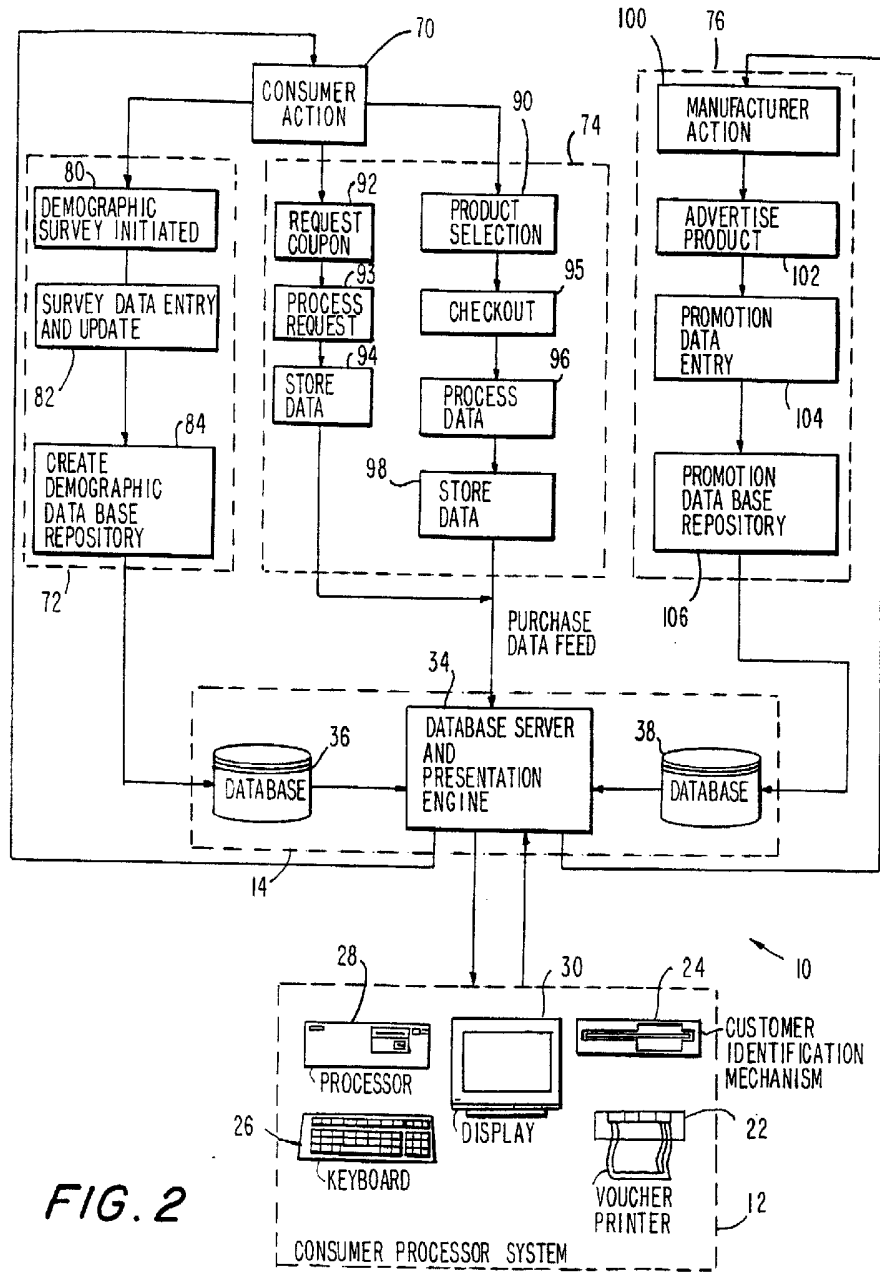 70
CONSUMER
ACTION
100
76
MANUFACTURER
ACTION
90
74
80
DEMOGRAPHIC
SURVEY INITIATED
92
REQUEST
COUPON
PRODUCT
SELECTION
ADVERTISE
PRODUCT
102
93
PROCESS
REQUEST
95
CHECKOUT
SURVEY DATA ENTRY
AND UPDATE
82
PROMOTION
DATA
ENTRY
104
94
STORE
DATA
96
PROCESS
DATA
84
CREATE
DEMOGRAPHIC
DATA BASE
REPOSITORY
98
STORE
DATA
PROMOTION
DATA BASE
REPOSITORY
72
106
PURCHASE
DATA FEED
34
DATABASE SERVER
AND
PRESENTATION
ENGINE
36
DATABASE
38
DATABASE
14
10
28
PROCESSOR
30
DISPLAY
24
CUSTOMER
IDENTIFICATION
MECHANISM
26
KEYBOARD
22
VOUCHER
PRINTER
12
FIG. 2
CONSUMER PROCESSOR SYSTEM